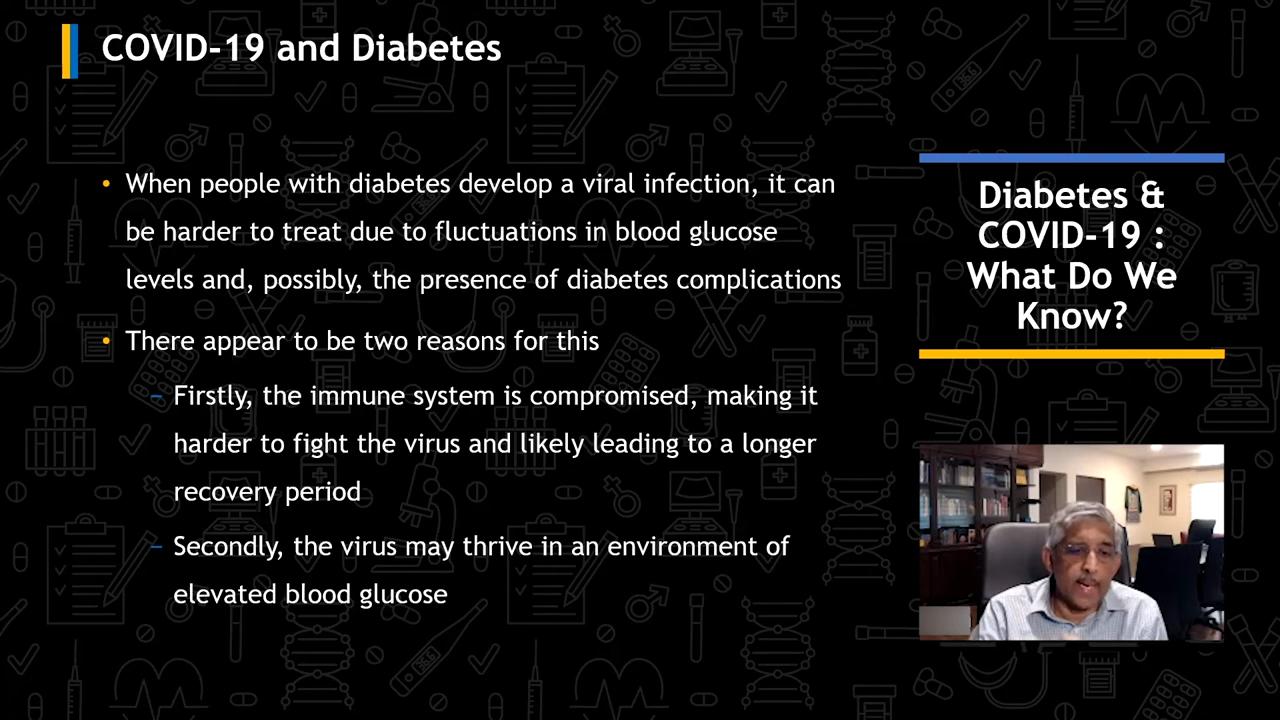 COVID-19 and Diabetes
• When people with diabetes develop a viral infection, it can
be harder to treat due to fluctuations in blood glucose
levels and, possibly, the presence of diabetes complications
• There appear to be two reasons for this
– Firstly, the immune system is compromised, making it
harder to fight the virus and likely leading to a longer
recovery period
– Secondly, the virus may thrive in an environment of
elevated blood glucose
Diabetes &
COVID-19 :
What Do We
Know?